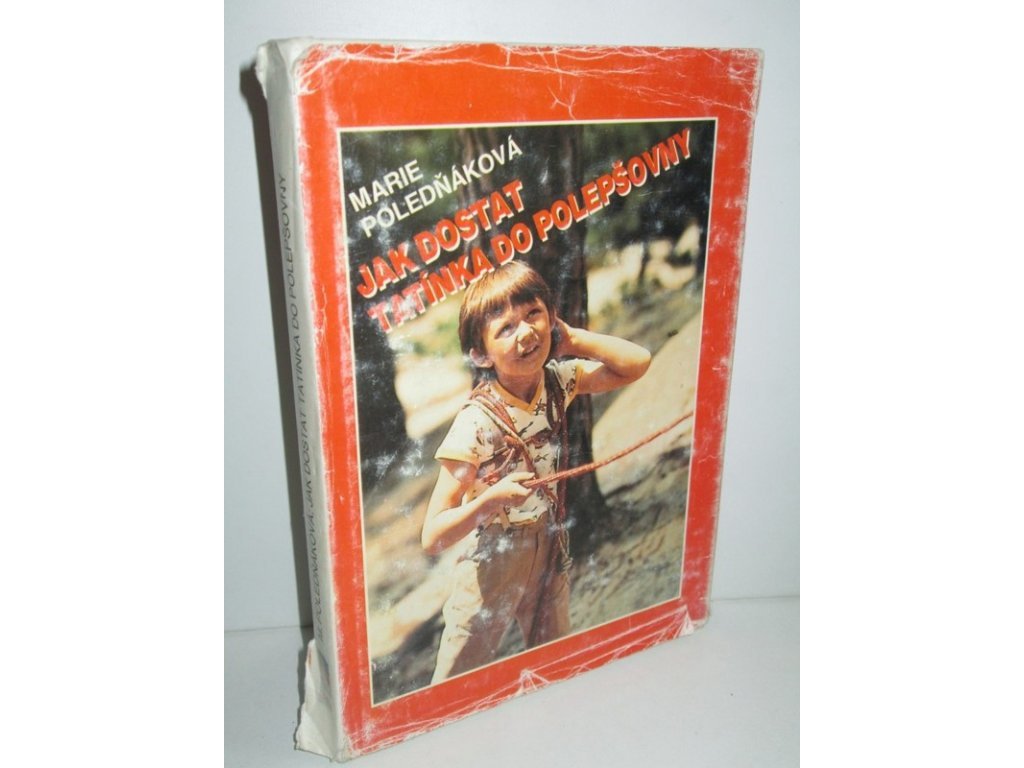 MARIE
POLEDŇÁKOVÁ
JAK DOSTAT
TATÍNKA DO POLEPŠOVNY
POLEDŇÁKOVÁ: JAK DOSTAT TATÍNKA DO POLEPŠOVNY